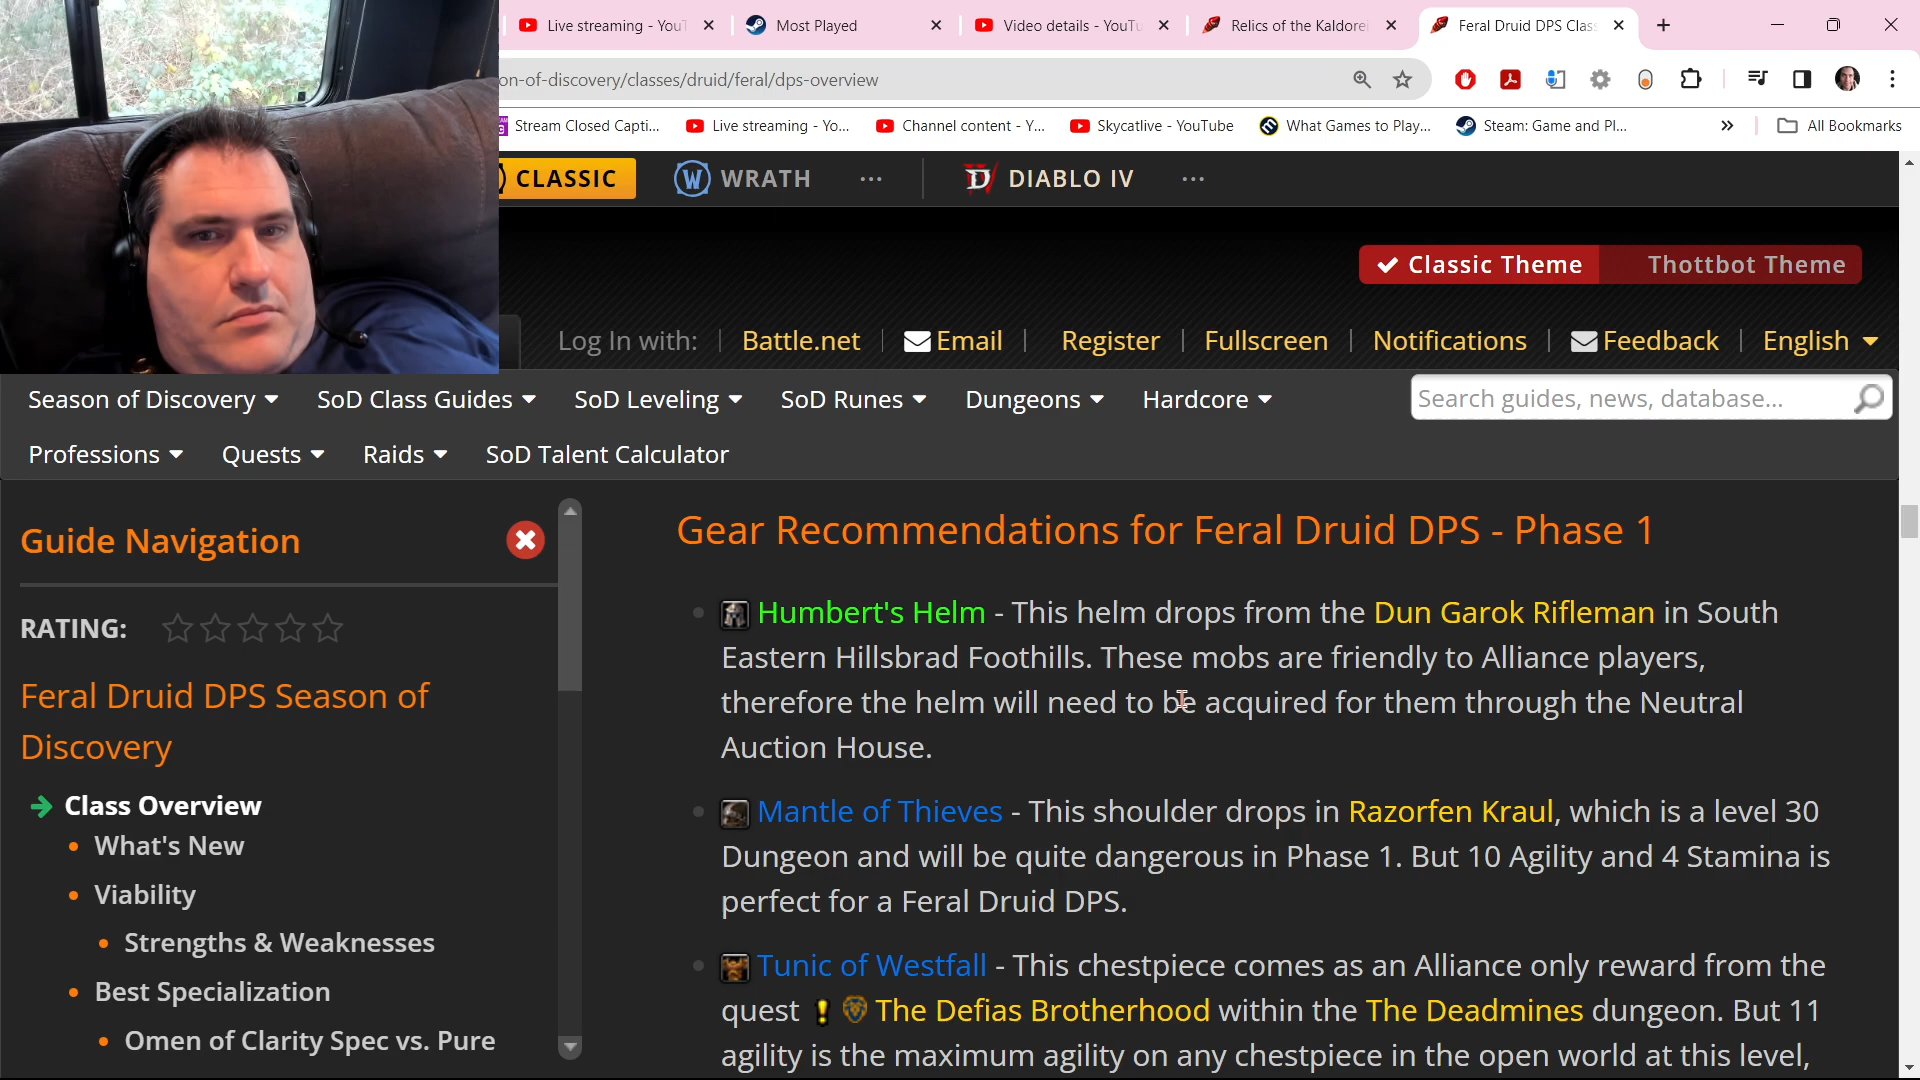 Live streaming - YouT
Most Played
Video details - YouTu
Relics of the Kaldore
Feral Druid DPS Clas
on-of-discovery/classes/druid/feral/dps-overview
Stream Closed Capti...
Live streaming - Yo...
Channel content - Y...
Skycatlive - YouTube
What Games to Play...
Steam: Game and Pl...
»
All Bookmarks
CLASSIC
WRATH
...
DIABLO IV
...
Classic Theme
Thottbot Theme
Log In with:
Battle.net
Email
Register
Fullscreen
Notifications
Feedback
English
Season of Discovery
SoD Class Guides
SoD Leveling
SoD Runes
Dungeons
Hardcore
Search guides, news, database...
Professions
Quests
Raids
SoD Talent Calculator
Guide Navigation
RATING:
Feral Druid DPS Season of
Discovery
Class Overview
What's New
Viability
Strengths & Weaknesses
Best Specialization
Omen of Clarity Spec vs. Pure
Gear Recommendations for Feral Druid DPS - Phase 1
Humbert's Helm - This helm drops from the Dun Garok Rifleman in South
Eastern Hillsbrad Foothills. These mobs are friendly to Alliance players,
therefore the helm will need to be acquired for them through the Neutral
Auction House.
Mantle of Thieves - This shoulder drops in Razorfen Kraul, which is a level 30
Dungeon and will be quite dangerous in Phase 1. But 10 Agility and 4 Stamina is
perfect for a Feral Druid DPS.
Tunic of Westfall - This chestpiece comes as an Alliance only reward from the
quest The Defias Brotherhood within the The Deadmines dungeon. But 11
agility is the maximum agility on any chestpiece in the open world at this level,